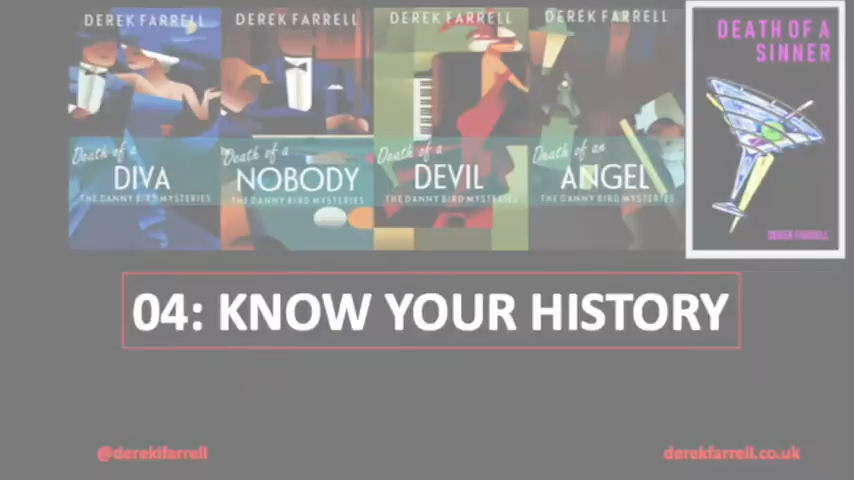 DEREK FARRELL
Death of a
DIVA
THE DANNY BIRD MYSTERIES
DEREK FARRELL
Death of a
NOBODY
THE DANNY BIRD MYSTERIES
DEREK FARRELL
Death of a
DEVIL
THE DANNY BIRD MYSTERIES
DEREK FARRELL
Death of an
ANGEL
THE DANNY BIRD MYSTERIES
DEATH OF A
SINNER
DEREK FARRELL
04: KNOW YOUR HISTORY
@derekifarrell
derekfarrell.co.uk